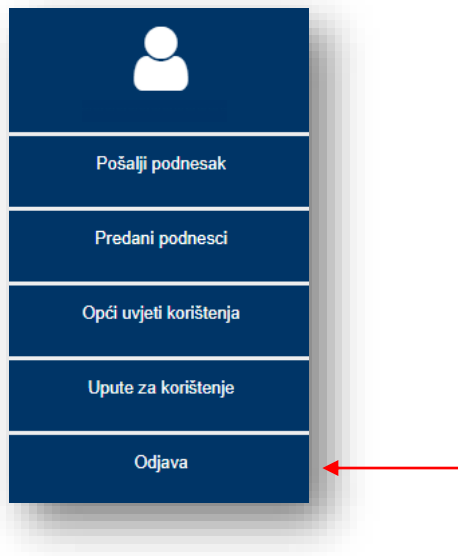 Pošalji podnesak
Predani podnesci
Opći uvjeti korištenja
Upute za korištenje
Odjava